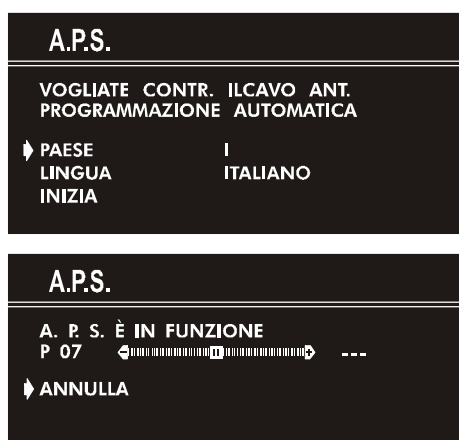 A.P.S.
VOGLIATE CONTR. ILCAVO ANT.
PROGRAMMAZIONE AUTOMATICA
PAESE I
LINGUA ITALIANO
INIZIA
A.P.S.
A. P. S. È IN FUNZIONE
P 07 - + ---
ANNULLA